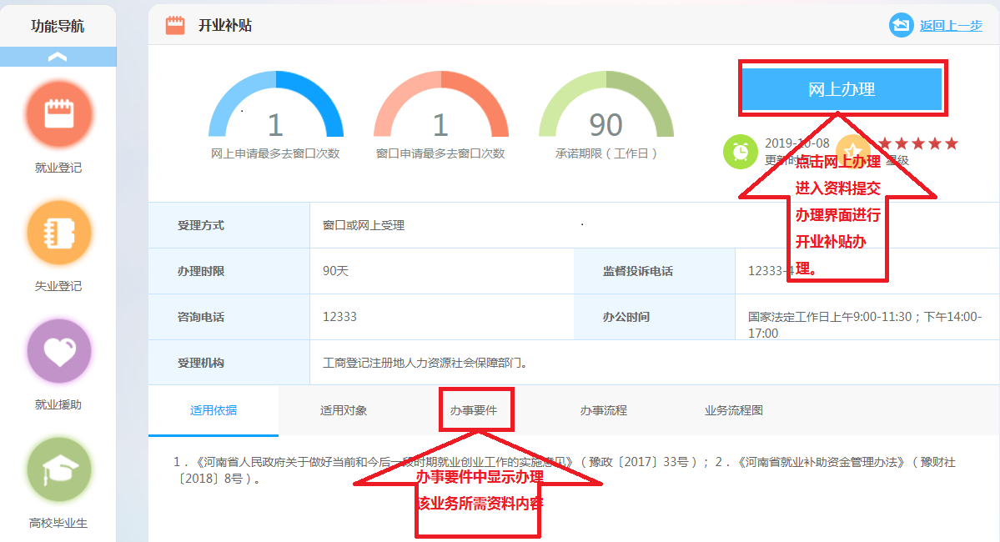 功能导航
就业登记
失业登记
就业援助
高校毕业生
开业补贴
返回上一步
1
网上申请最多去窗口次数
1
窗口申请最多去窗口次数
90
承诺期限（工作日）
网上办理
2019-10-08
更新时间
星级
点击网上办理
进入资料提交
办理界面进行
开业补贴办
理。
受理方式
窗口或网上受理
办理时限
90天
监督投诉电话
12333-4
咨询电话
12333
办公时间
国家法定工作日上午9:00-11:30；下午14:00-
17:00
受理机构
工商登记注册地人力资源社会保障部门。
适用依据
适用对象
办事要件
办事流程
业务流程图
1．《河南省人民政府关于做好当前和今后一段时期就业创业工作的实施意见》（豫政〔2017〕33号）；2．《河南省就业补助资金管理办法》（豫财社
〔2018〕8号）。
办事要件中显示办理
该业务所需资料内容